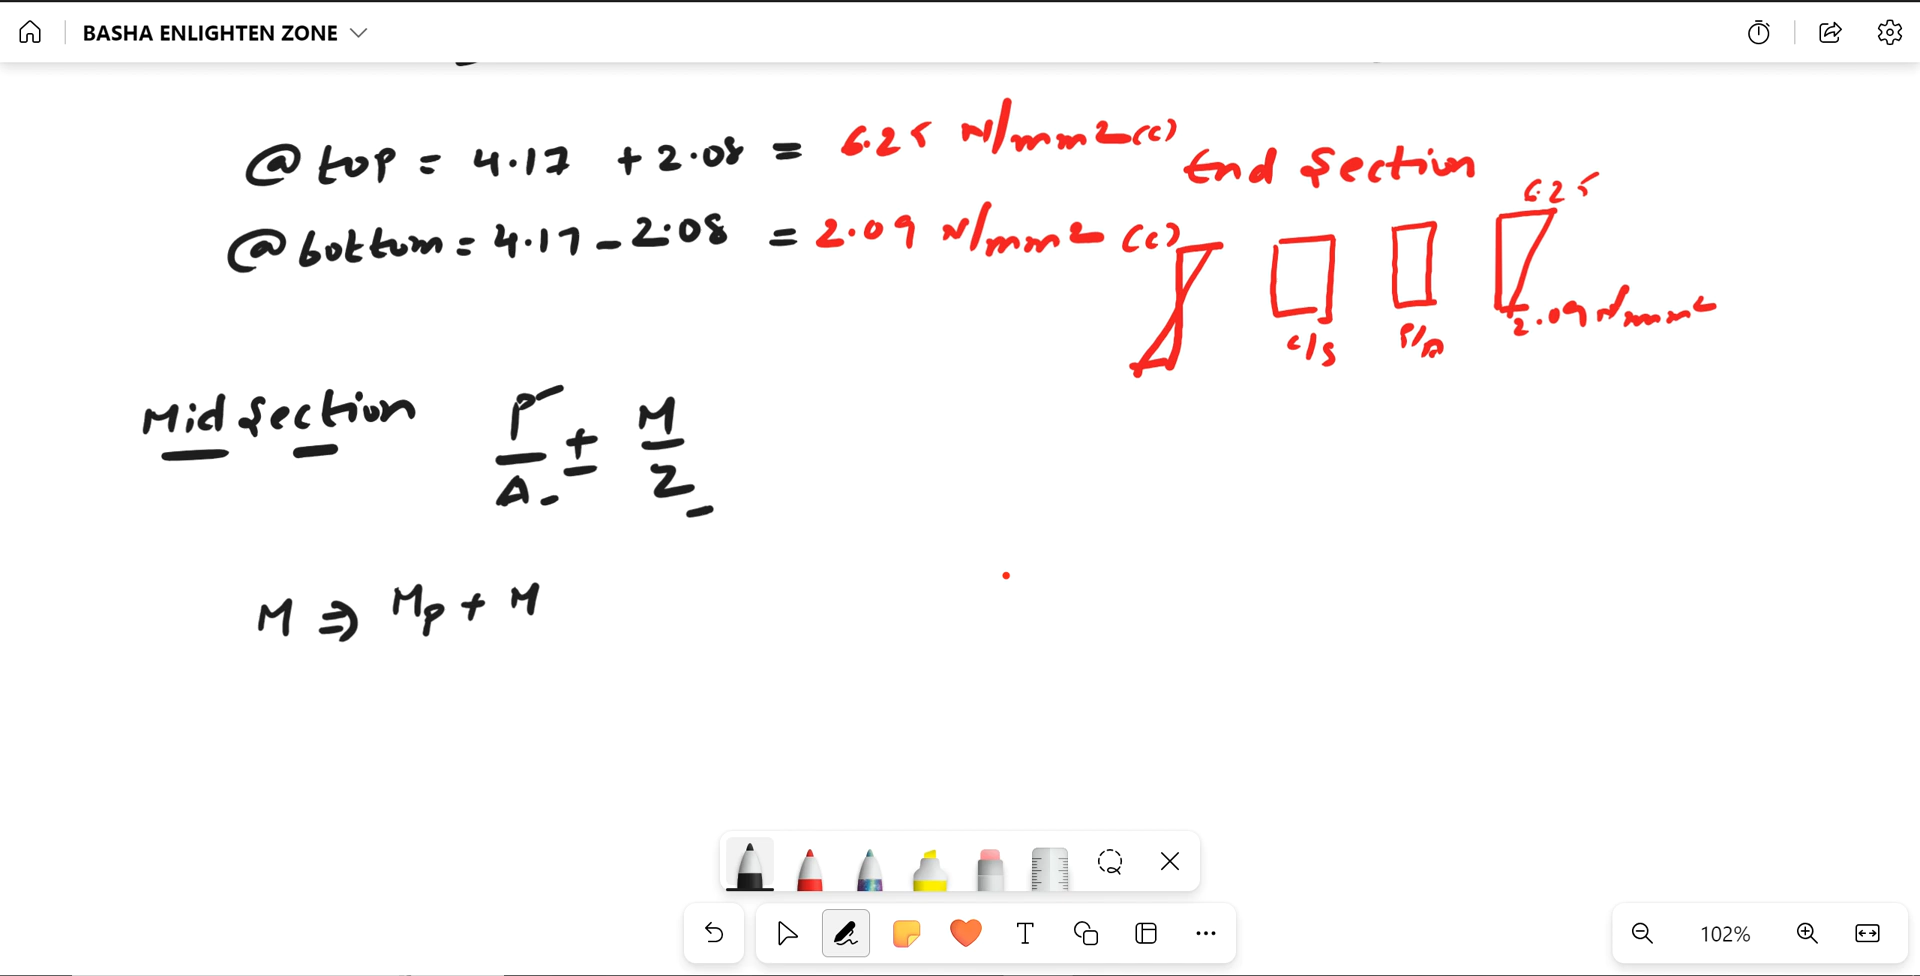 BASHA ENLIGHTEN ZONE
@ top = 4.17 + 2.08 = 6.25 N/mm2 (c)
@ bottom = 4.17 - 2.08 = 2.09 N/mm2 (c)
End Section
6.25
C/S
P/A
2.09 N/mm2
Mid Section P/A ± M/Z
M ⇒ Mp + M
102%